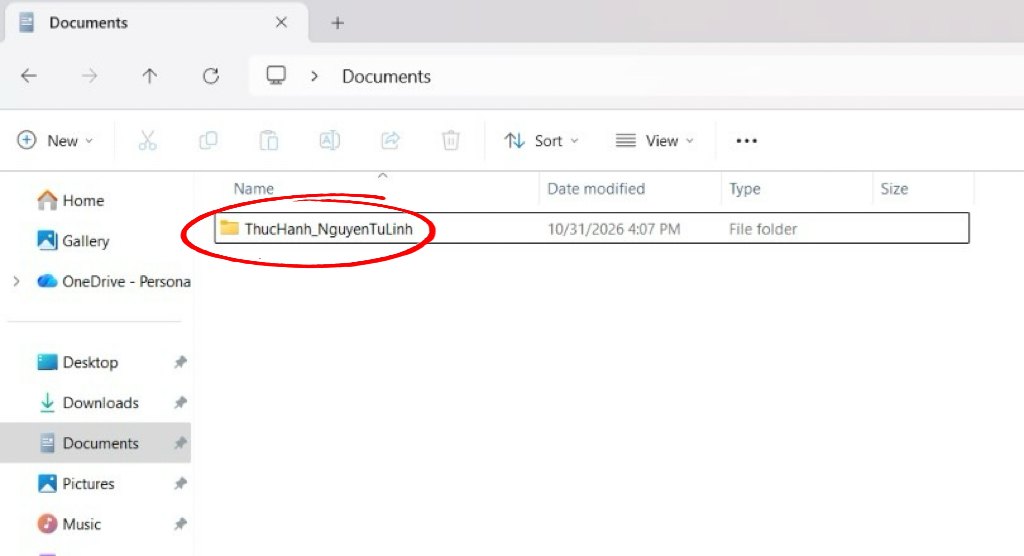 Documents
Documents
New
Sort
View
Name Date modified Type Size
ThucHanh_NguyenTuLinh 10/31/2026 4:07 PM File folder
Home
Gallery
OneDrive - Persona
Desktop
Downloads
Documents
Pictures
Music